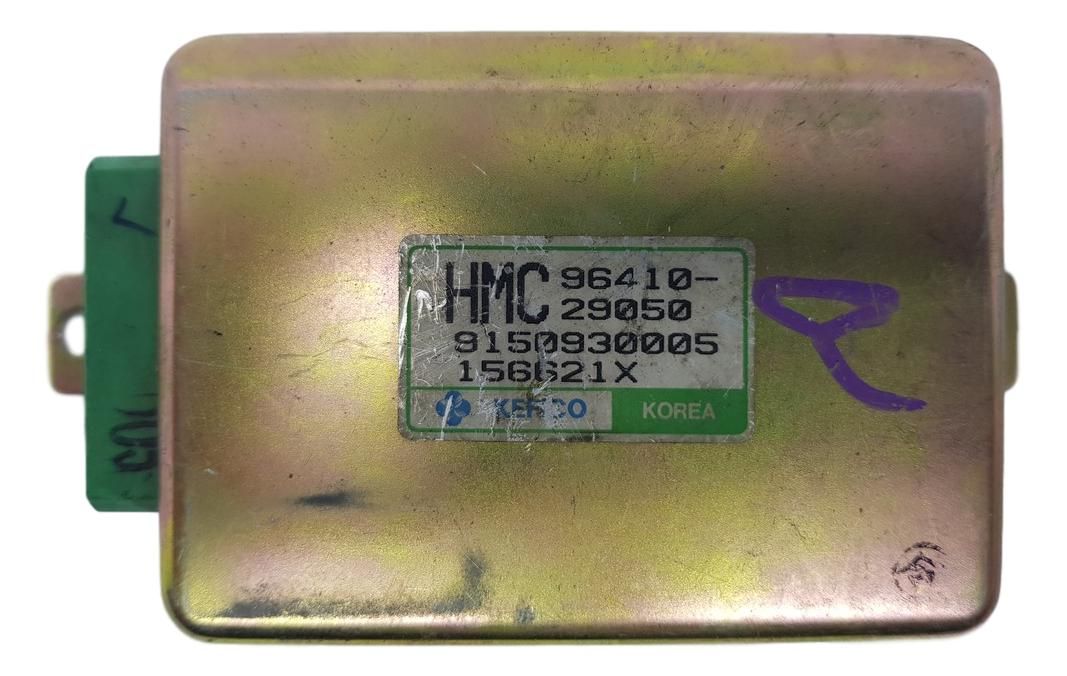 HMC 96410-
29050
9150930005
156621X
KEFICO KOREA